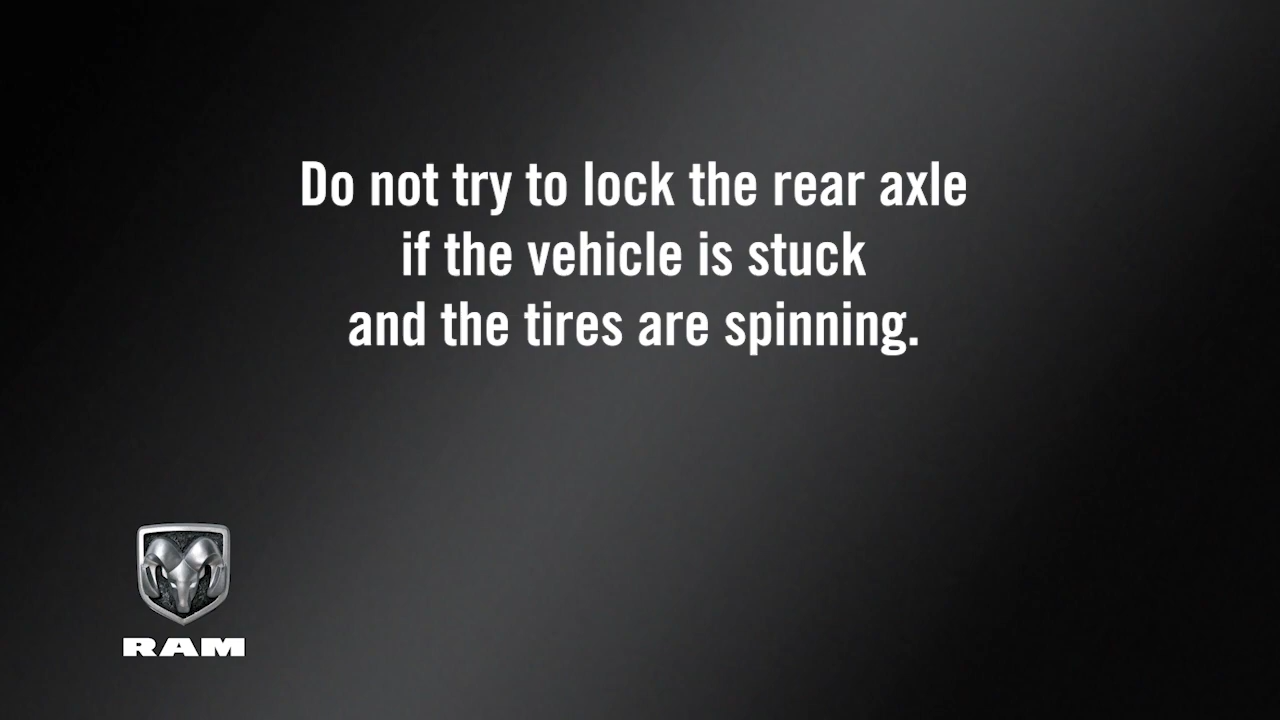 Do not try to lock the rear axle
if the vehicle is stuck
and the tires are spinning.
RAM